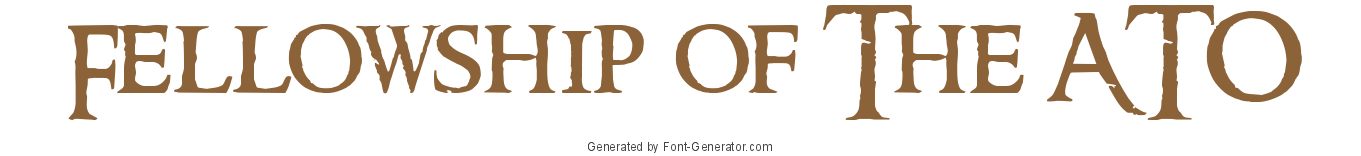 Fellowship of The ATO
Generated by Font-Generator.com